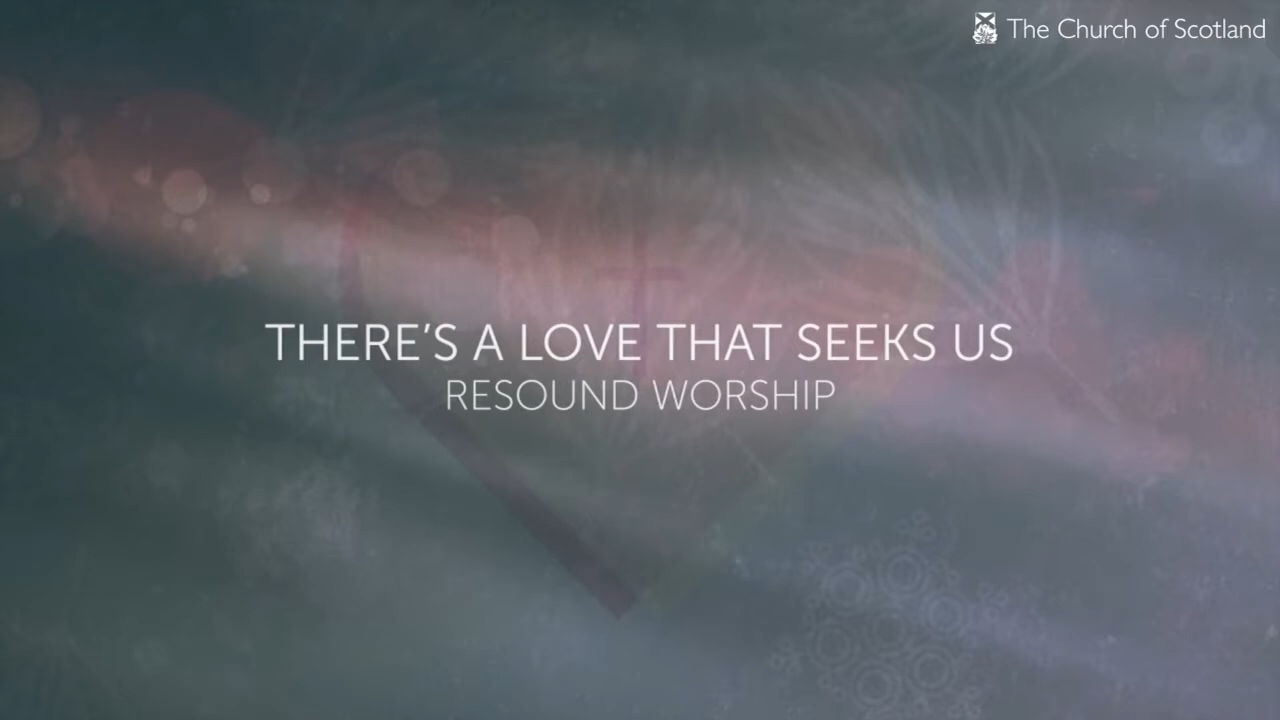 The Church of Scotland
THERE'S A LOVE THAT SEEKS US
RESOUND WORSHIP